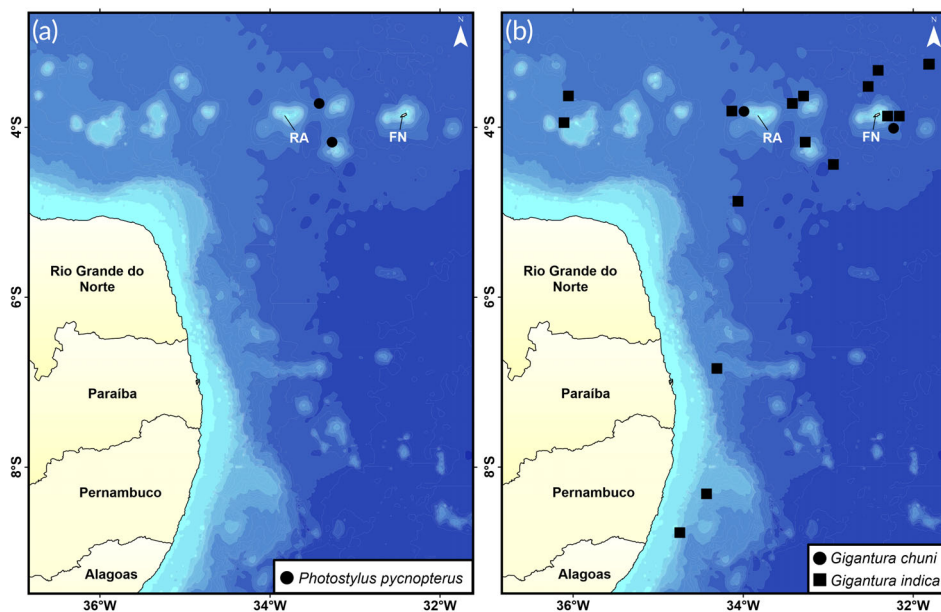 (a)
N
4°S
RA
FN
Rio Grande do
Norte
6°S
Paraíba
8°S
Pernambuco
Alagoas
Photostylus pycnopterus
36°W
34°W
32°W
(b)
N
4°S
RA
FN
Rio Grande do
Norte
6°S
Paraíba
8°S
Pernambuco
Alagoas
Gigantura chuni
Gigantura indica
36°W
34°W
32°W